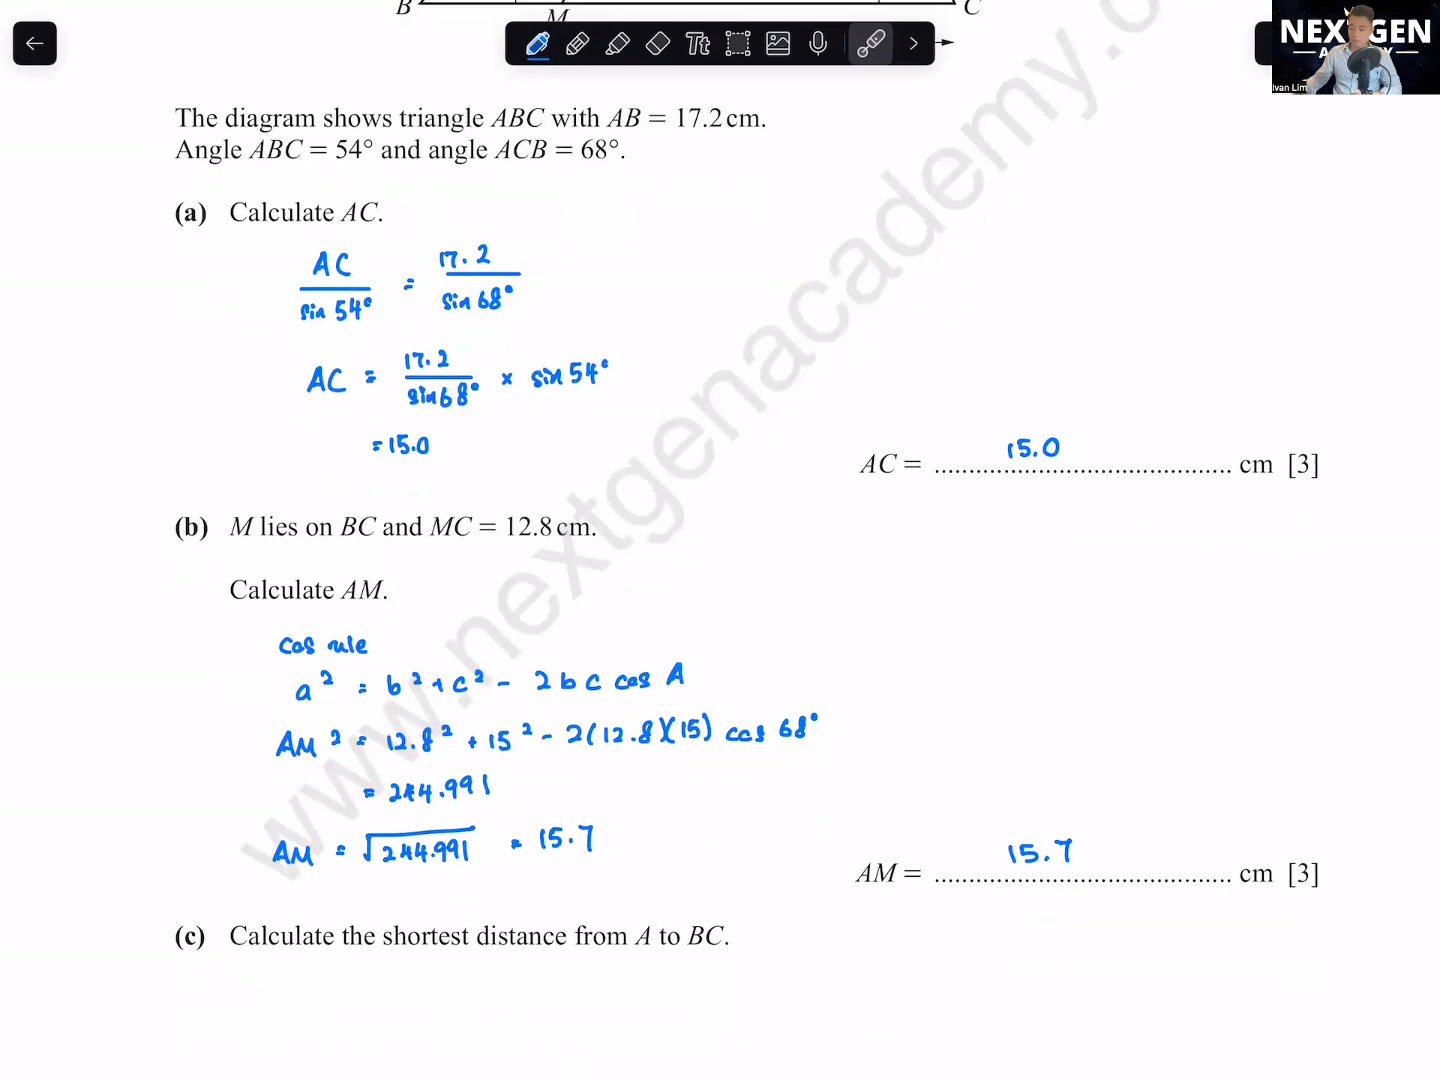 B
M
C
Tt
NEXTGEN
Ivan Lim
The diagram shows triangle ABC with AB = 17.2 cm.
Angle ABC = 54° and angle ACB = 68°.
(a) Calculate AC.
AC / sin 54° = 17.2 / sin 68°
AC = 17.2 / sin 68° × sin 54°
= 15.0
AC = 15.0 cm [3]
(b) M lies on BC and MC = 12.8 cm.
Calculate AM.
cos rule
a² = b² + c² - 2bc cos A
AM² = 12.8² + 15² - 2(12.8)(15) cos 68°
= 244.991
AM = √244.991 = 15.7
AM = 15.7 cm [3]
(c) Calculate the shortest distance from A to BC.
www.nextgenacademy.c